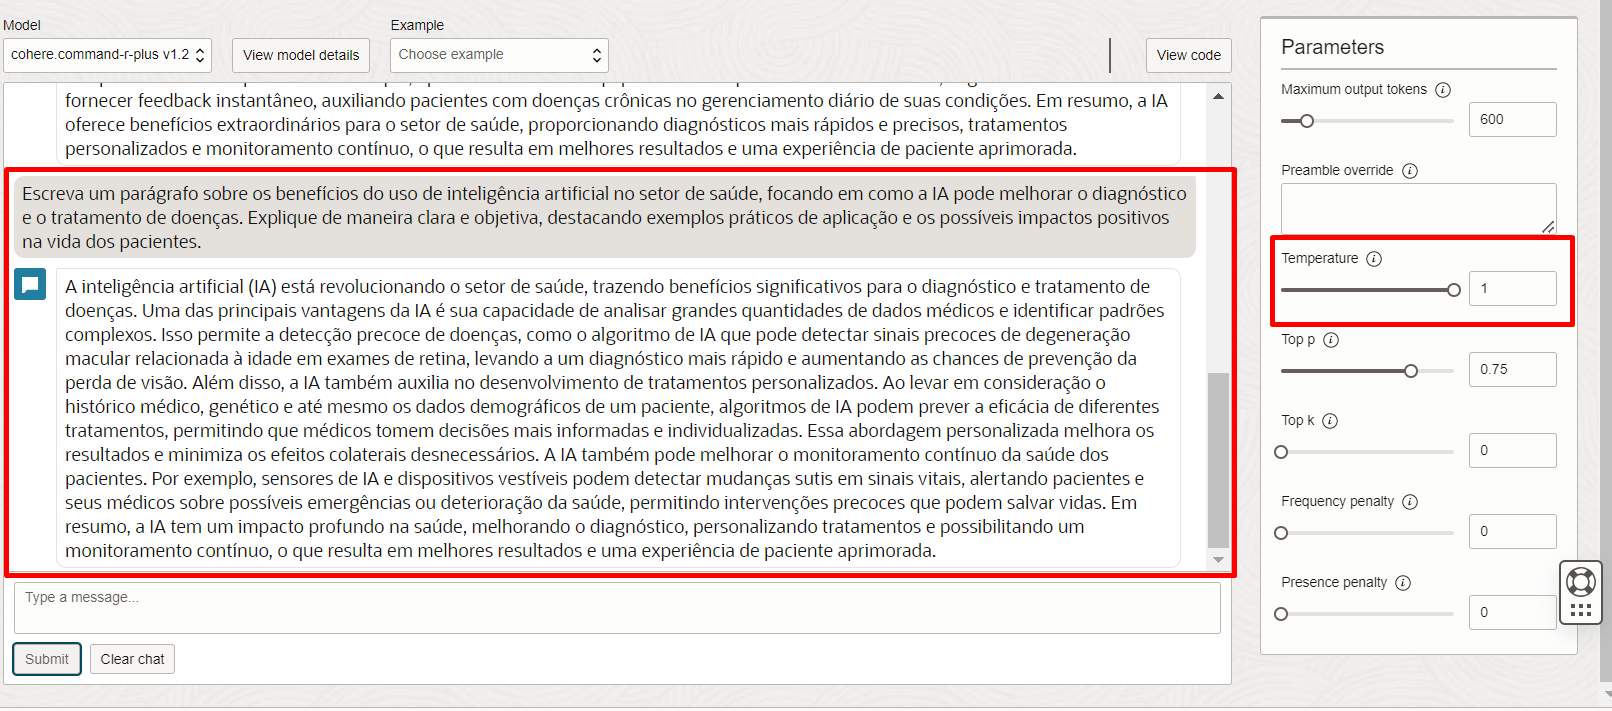 Model
Example
cohere.command-r-plus v1.2
View model details
Choose example
View code
fornecer feedback instantâneo, auxiliando pacientes com doenças crônicas no gerenciamento diário de suas condições. Em resumo, a IA
oferece benefícios extraordinários para o setor de saúde, proporcionando diagnósticos mais rápidos e precisos, tratamentos
personalizados e monitoramento contínuo, o que resulta em melhores resultados e uma experiência de paciente aprimorada.
Escreva um parágrafo sobre os benefícios do uso de inteligência artificial no setor de saúde, focando em como a IA pode melhorar o diagnóstico
e o tratamento de doenças. Explique de maneira clara e objetiva, destacando exemplos práticos de aplicação e os possíveis impactos positivos
na vida dos pacientes.
A inteligência artificial (IA) está revolucionando o setor de saúde, trazendo benefícios significativos para o diagnóstico e tratamento de
doenças. Uma das principais vantagens da IA é sua capacidade de analisar grandes quantidades de dados médicos e identificar padrões
complexos. Isso permite a detecção precoce de doenças, como o algoritmo de IA que pode detectar sinais precoces de degeneração
macular relacionada à idade em exames de retina, levando a um diagnóstico mais rápido e aumentando as chances de prevenção da
perda de visão. Além disso, a IA também auxilia no desenvolvimento de tratamentos personalizados. Ao levar em consideração o
histórico médico, genético e até mesmo os dados demográficos de um paciente, algoritmos de IA podem prever a eficácia de diferentes
tratamentos, permitindo que médicos tomem decisões mais informadas e individualizadas. Essa abordagem personalizada melhora os
resultados e minimiza os efeitos colaterais desnecessários. A IA também pode melhorar o monitoramento contínuo da saúde dos
pacientes. Por exemplo, sensores de IA e dispositivos vestíveis podem detectar mudanças sutis em sinais vitais, alertando pacientes e
seus médicos sobre possíveis emergências ou deterioração da saúde, permitindo intervenções precoces que podem salvar vidas. Em
resumo, a IA tem um impacto profundo na saúde, melhorando o diagnóstico, personalizando tratamentos e possibilitando um
monitoramento contínuo, o que resulta em melhores resultados e uma experiência de paciente aprimorada.
Type a message...
Submit
Clear chat
Parameters
Maximum output tokens
600
Preamble override
Temperature
1
Top p
0.75
Top k
0
Frequency penalty
0
Presence penalty
0